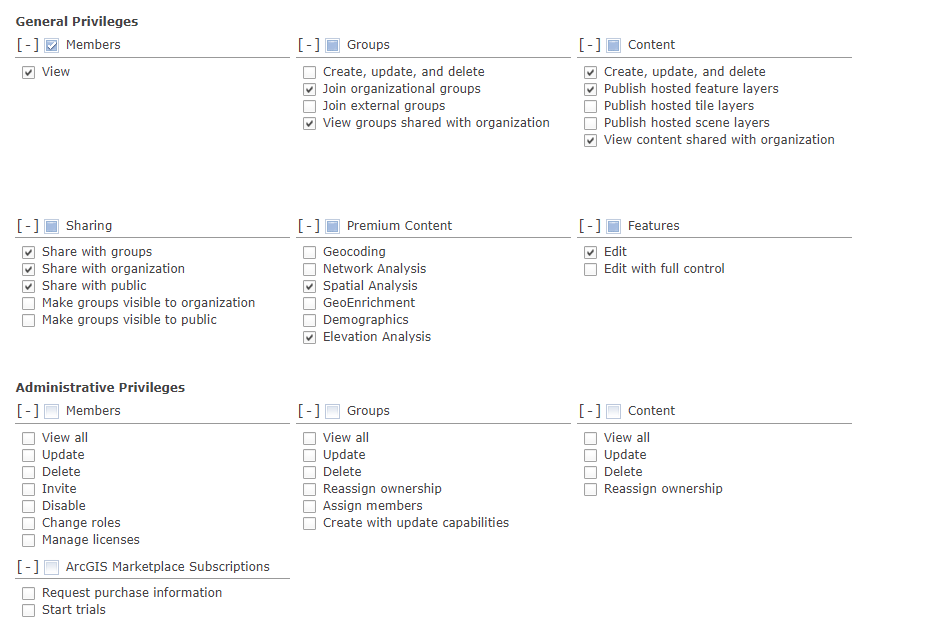 General Privileges
[-] Members
View
[-] Groups
Create, update, and delete
Join organizational groups
Join external groups
View groups shared with organization
[-] Content
Create, update, and delete
Publish hosted feature layers
Publish hosted tile layers
Publish hosted scene layers
View content shared with organization
[-] Sharing
Share with groups
Share with organization
Share with public
Make groups visible to organization
Make groups visible to public
[-] Premium Content
Geocoding
Network Analysis
Spatial Analysis
GeoEnrichment
Demographics
Elevation Analysis
[-] Features
Edit
Edit with full control
Administrative Privileges
[-] Members
View all
Update
Delete
Invite
Disable
Change roles
Manage licenses
[-] Groups
View all
Update
Delete
Reassign ownership
Assign members
Create with update capabilities
[-] Content
View all
Update
Delete
Reassign ownership
[-] ArcGIS Marketplace Subscriptions
Request purchase information
Start trials